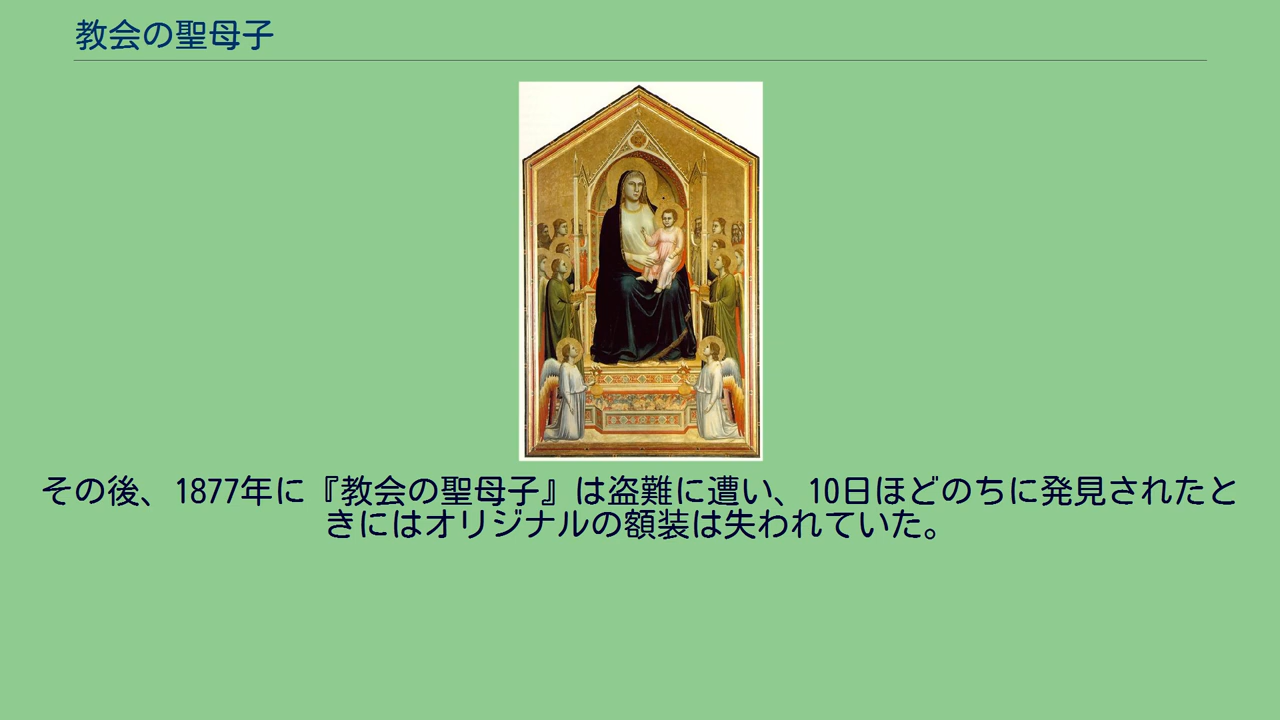 教会の聖母子
その後、1877年に『教会の聖母子』は盗難に遭い、10日ほどのちに発見されたと
きにはオリジナルの額装は失われていた。